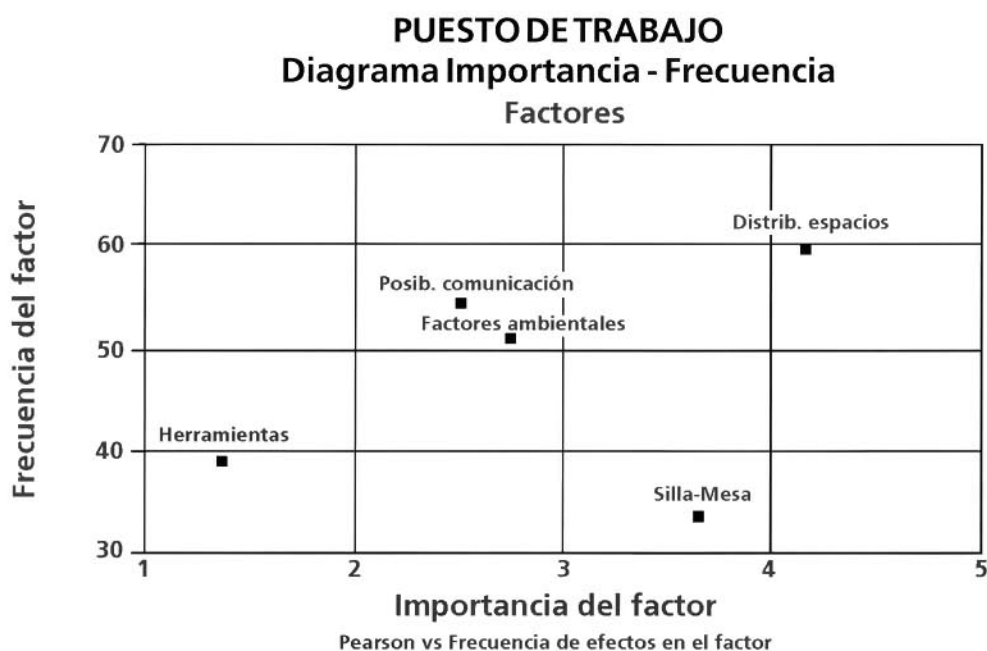 PUESTO DE TRABAJO
Diagrama Importancia - Frecuencia
Factores
Frecuencia del factor
70
60
50
40
30
Distrib. espacios
Posib. comunicación
Factores ambientales
Herramientas
Silla-Mesa
1 2 3 4 5
Importancia del factor
Pearson vs Frecuencia de efectos en el factor